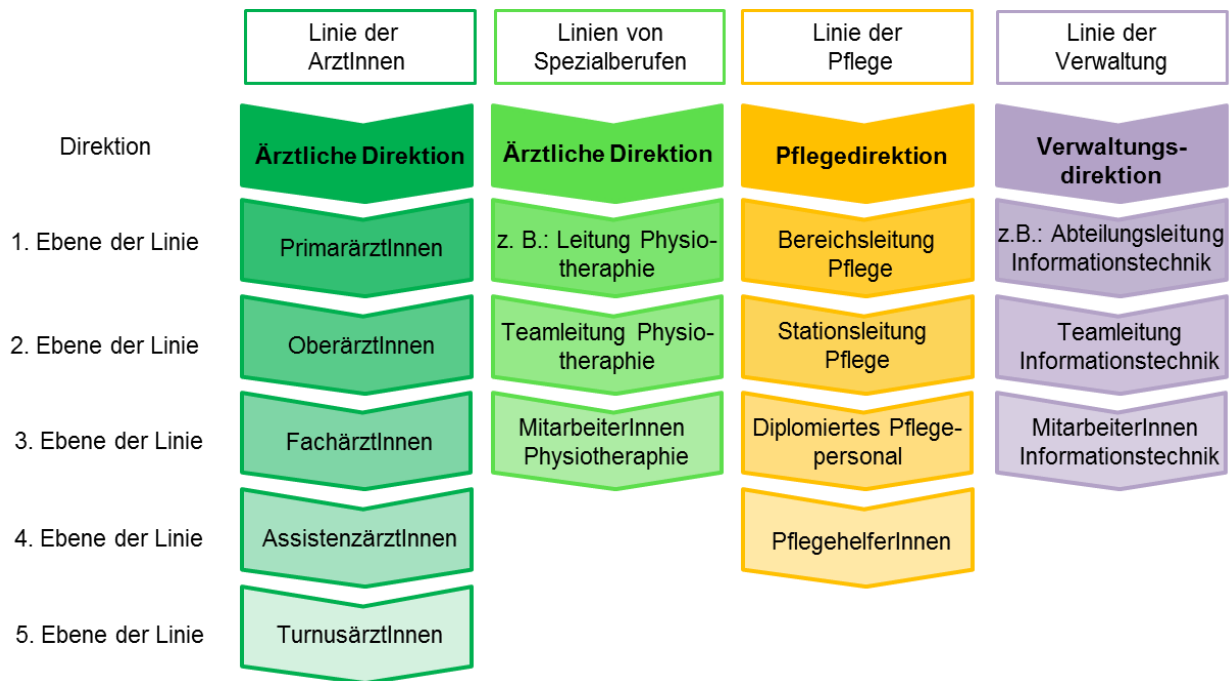 Linie der
ArztInnen
Linien von
Spezialberufen
Linie der
Pflege
Linie der
Verwaltung
Direktion
Ärztliche Direktion
Ärztliche Direktion
Pflegedirektion
Verwaltungs-
direktion
1. Ebene der Linie
PrimarärztInnen
z. B.: Leitung Physio-
theraphie
Bereichsleitung
Pflege
z.B.: Abteilungsleitung
Informationstechnik
2. Ebene der Linie
OberärztInnen
Teamleitung Physio-
theraphie
Stationsleitung
Pflege
Teamleitung
Informationstechnik
3. Ebene der Linie
FachärztInnen
MitarbeiterInnen
Physiotheraphie
Diplomiertes Pflege-
personal
MitarbeiterInnen
Informationstechnik
4. Ebene der Linie
AssistenzärztInnen
PflegehelferInnen
5. Ebene der Linie
TurnusärztInnen